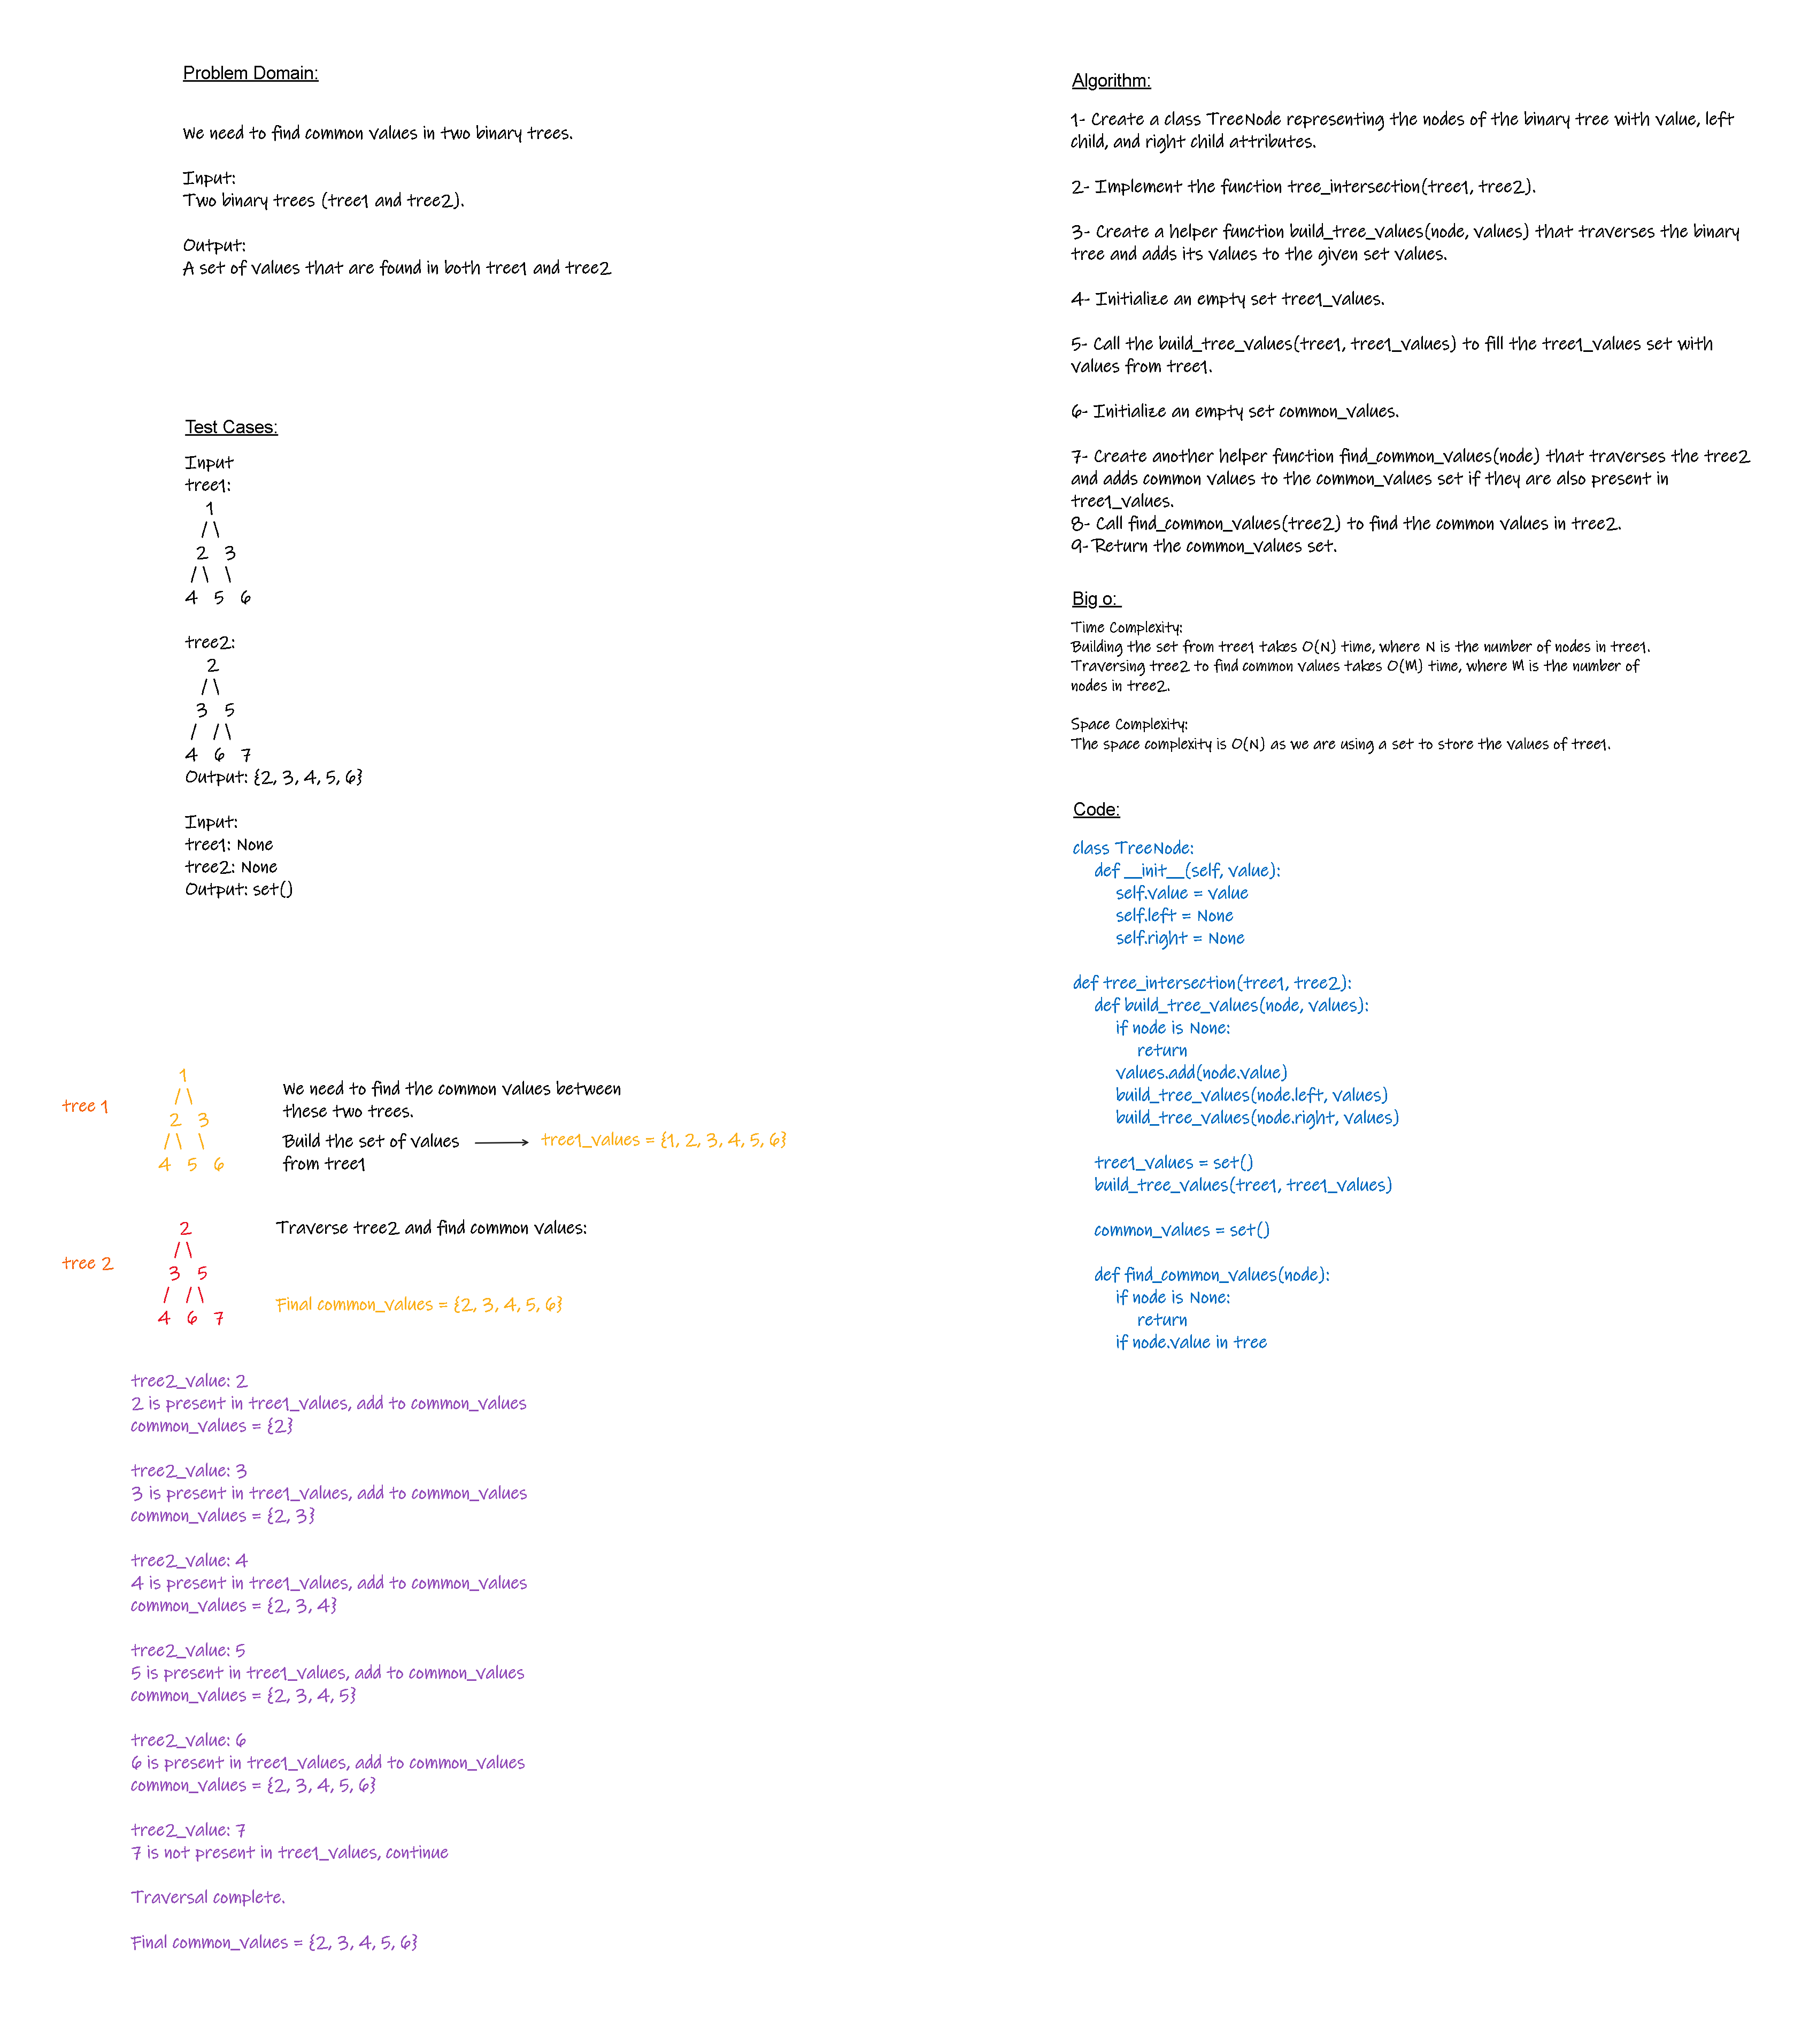 Problem Domain:
We need to find common values in two binary trees.
Input:
Two binary trees (tree1 and tree2).
Output:
A set of values that are found in both tree1 and tree2
Test Cases:
Input
tree1:
1
/ \
2 3
/ \ \
4 5 6
tree2:
2
/ \
3 5
/ / \
4 6 7
Output: {2, 3, 4, 5, 6}
Input:
tree1: None
tree2: None
Output: set()
tree 1
1
/ \
2 3
/ \ \
4 5 6
We need to find the common values between
these two trees.
Build the set of values
from tree1
tree1_values = {1, 2, 3, 4, 5, 6}
tree 2
2
/ \
3 5
/ / \
4 6 7
Traverse tree2 and find common values:
Final common_values = {2, 3, 4, 5, 6}
tree2_value: 2
2 is present in tree1_values, add to common_values
common_values = {2}
tree2_value: 3
3 is present in tree1_values, add to common_values
common_values = {2, 3}
tree2_value: 4
4 is present in tree1_values, add to common_values
common_values = {2, 3, 4}
tree2_value: 5
5 is present in tree1_values, add to common_values
common_values = {2, 3, 4, 5}
tree2_value: 6
6 is present in tree1_values, add to common_values
common_values = {2, 3, 4, 5, 6}
tree2_value: 7
7 is not present in tree1_values, continue
Traversal complete.
Final common_values = {2, 3, 4, 5, 6}
Algorithm:
1- Create a class TreeNode representing the nodes of the binary tree with value, left
child, and right child attributes.
2- Implement the function tree_intersection(tree1, tree2).
3- Create a helper function build_tree_values(node, values) that traverses the binary
tree and adds its values to the given set values.
4- Initialize an empty set tree1_values.
5- Call the build_tree_values(tree1, tree1_values) to fill the tree1_values set with
values from tree1.
6- Initialize an empty set common_values.
7- Create another helper function find_common_values(node) that traverses the tree2
and adds common values to the common_values set if they are also present in
tree1_values.
8- Call find_common_values(tree2) to find the common values in tree2.
9- Return the common_values set.
Big o:
Time Complexity:
Building the set from tree1 takes O(N) time, where N is the number of nodes in tree1.
Traversing tree2 to find common values takes O(M) time, where M is the number of
nodes in tree2.
Space Complexity:
The space complexity is O(N) as we are using a set to store the values of tree1.
Code:
class TreeNode:
def __init__(self, value):
self.value = value
self.left = None
self.right = None
def tree_intersection(tree1, tree2):
def build_tree_values(node, values):
if node is None:
return
values.add(node.value)
build_tree_values(node.left, values)
build_tree_values(node.right, values)
tree1_values = set()
build_tree_values(tree1, tree1_values)
common_values = set()
def find_common_values(node):
if node is None:
return
if node.value in tree